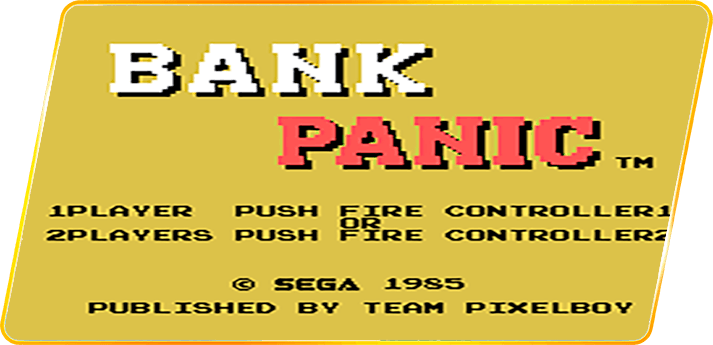 BANK
PANIC ™
1PLAYER PUSH FIRE CONTROLLER1
OR
2PLAYERS PUSH FIRE CONTROLLER2
© SEGA 1985
PUBLISHED BY TEAM PIXELBOY